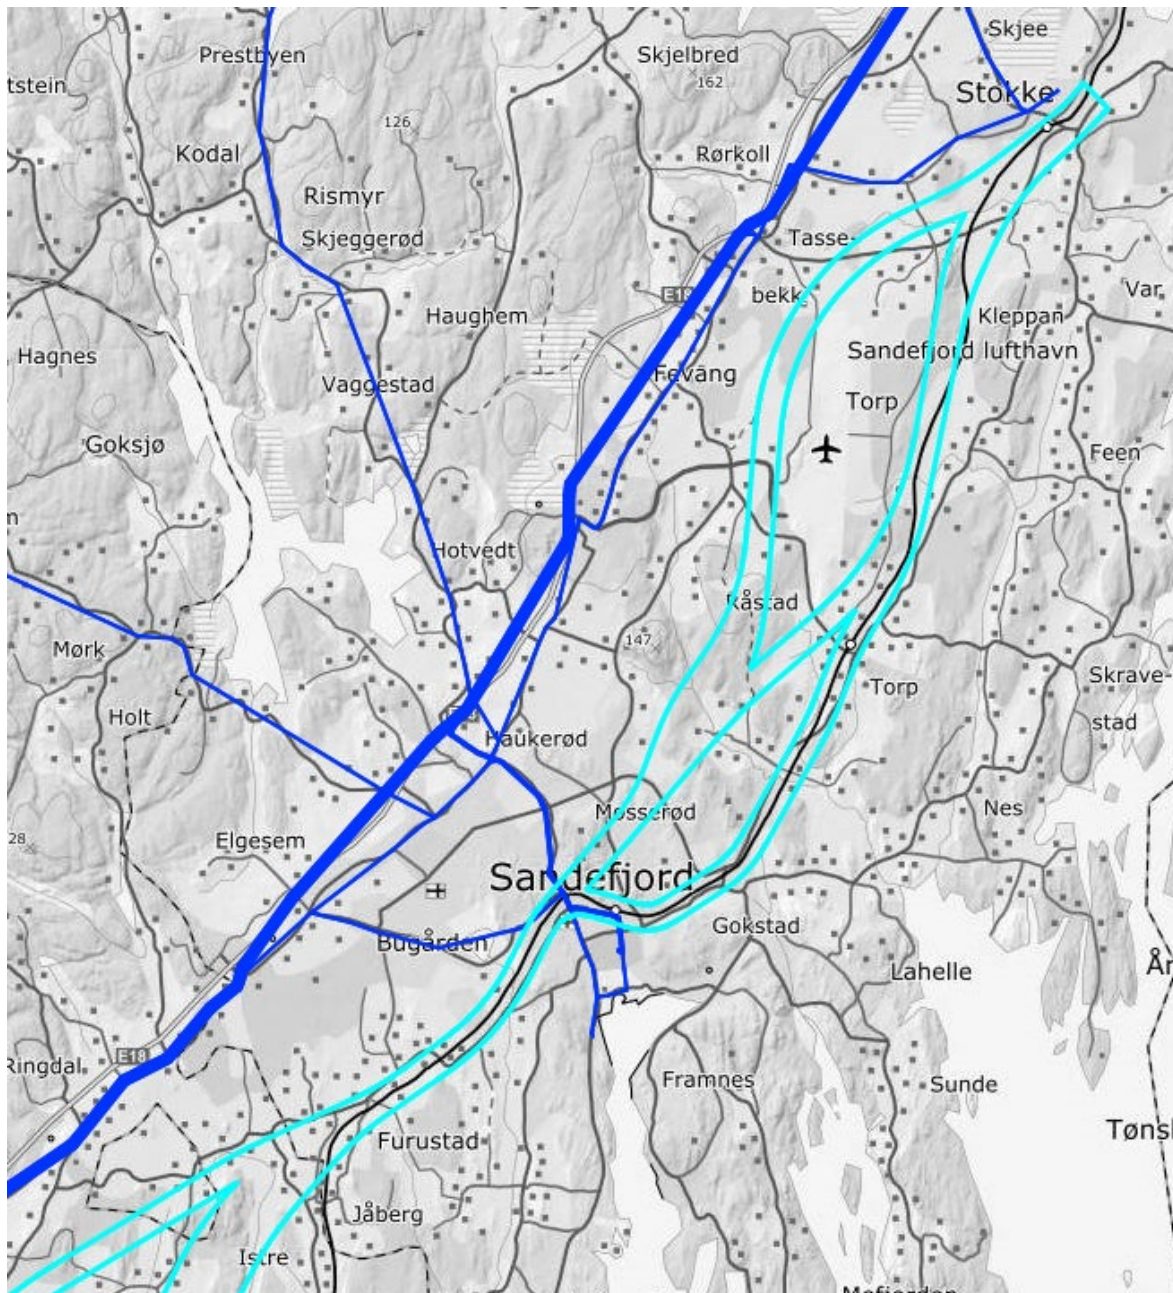 Skjee
Prestbyen
Skjelbred
162
tstein
Stokke
126
Kodal
Rørkoll
Rismyr
Skjeggerød
Tasse-
bekk
E18
Var
Haughem
Kleppan
Hagnes
Sandefjord lufthavn
Vaggestad
Fevang
Torp
Goksjø
Feen
n
Hotvedt
Råstad
147
Mørk
Skrave-
stad
Torp
Holt
Haukerød
Mosserød
Nes
28
Elgesem
Sandefjord
Gokstad
Bugården
Lahelle
År
E18
Ringdal
Framnes
Sunde
Tøns
Furustad
Jåberg
Istre
Mefjorden